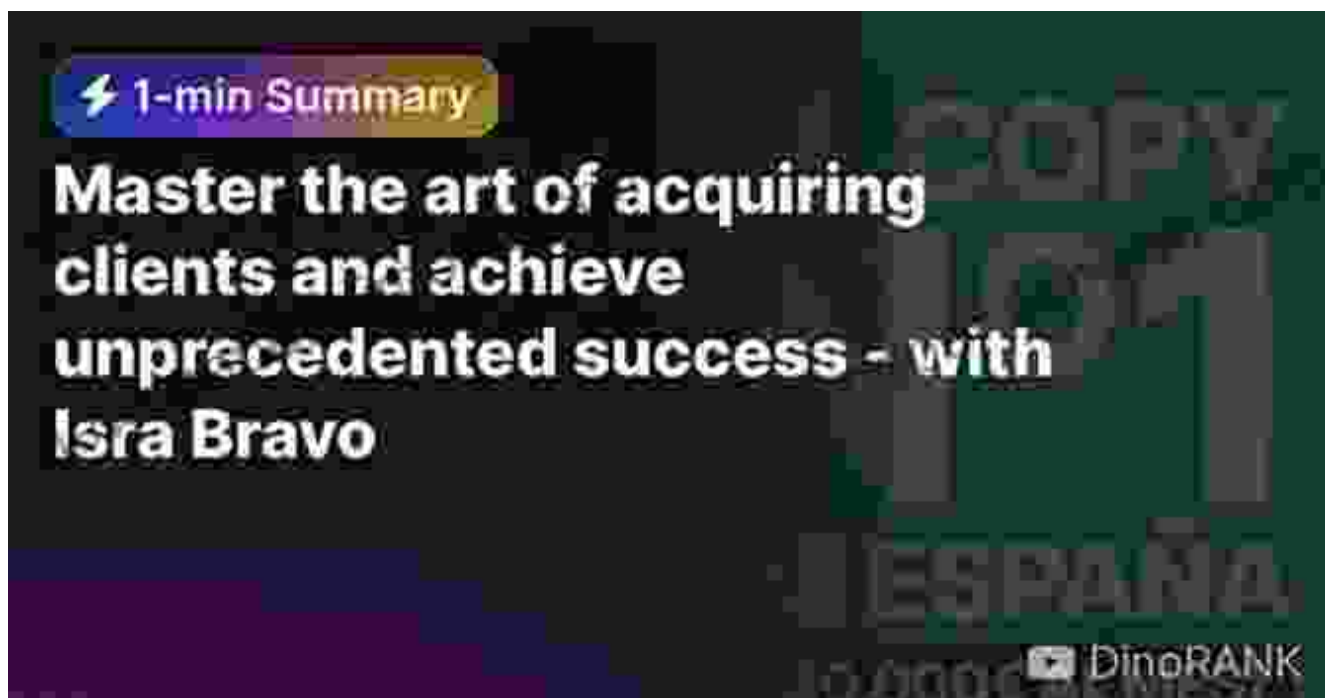 1-min Summary
Master the art of acquiring
clients and achieve
unprecedented success - with
Isra Bravo
COPY
Nº1
ESPAÑA
DinoRANK